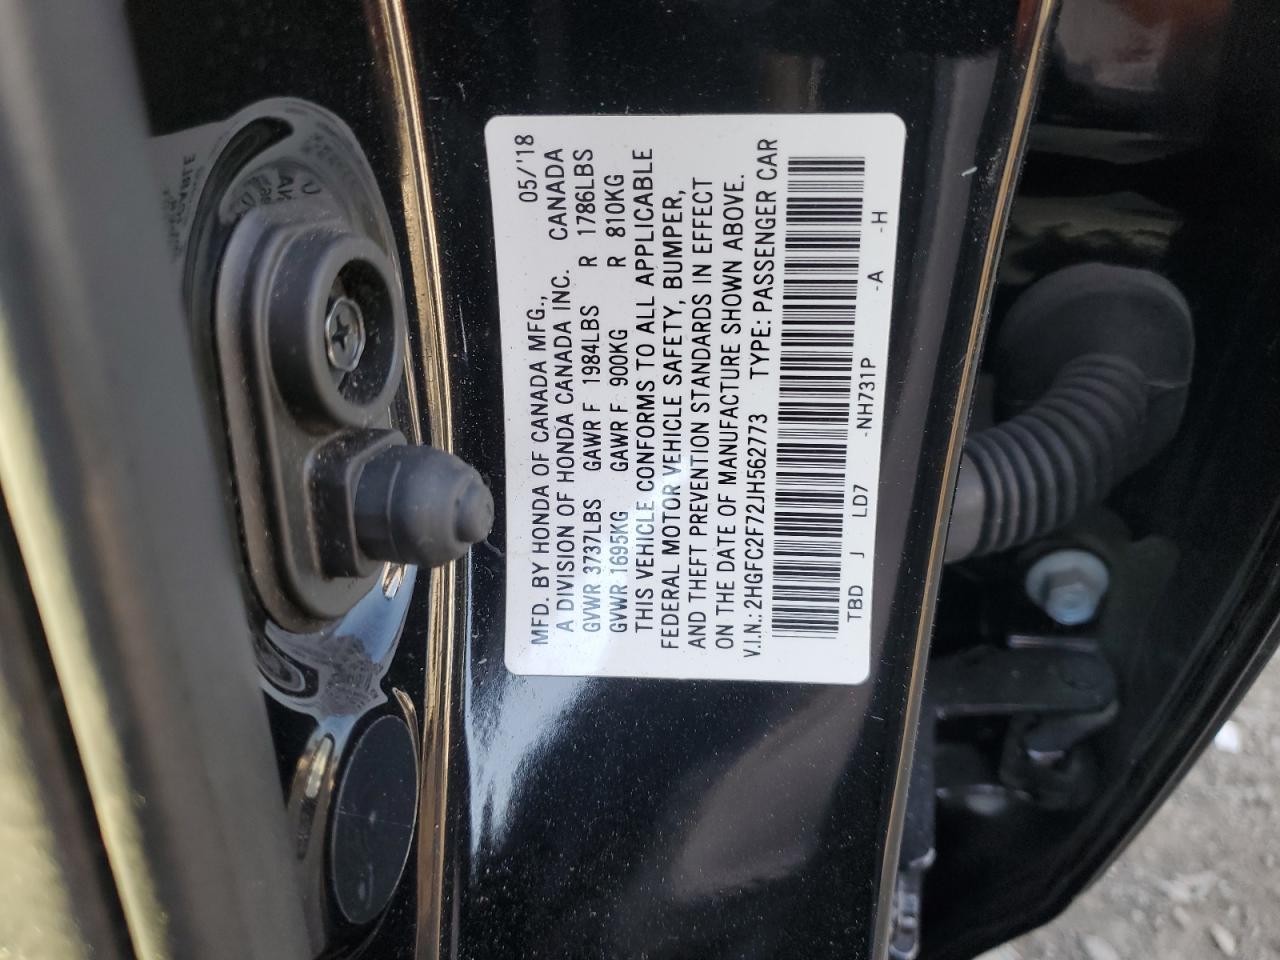 MFD. BY HONDA OF CANADA MFG., 05/'18
A DIVISION OF HONDA CANADA INC. CANADA
GVWR 3737LBS GAWR F 1984LBS R 1786LBS
GVWR 1695KG GAWR F 900KG R 810KG
THIS VEHICLE CONFORMS TO ALL APPLICABLE
FEDERAL MOTOR VEHICLE SAFETY, BUMPER,
AND THEFT PREVENTION STANDARDS IN EFFECT
ON THE DATE OF MANUFACTURE SHOWN ABOVE.
V.I.N.: 2HGFC2F72JH562773 TYPE: PASSENGER CAR
TBD J LD7 -NH731P -A -H